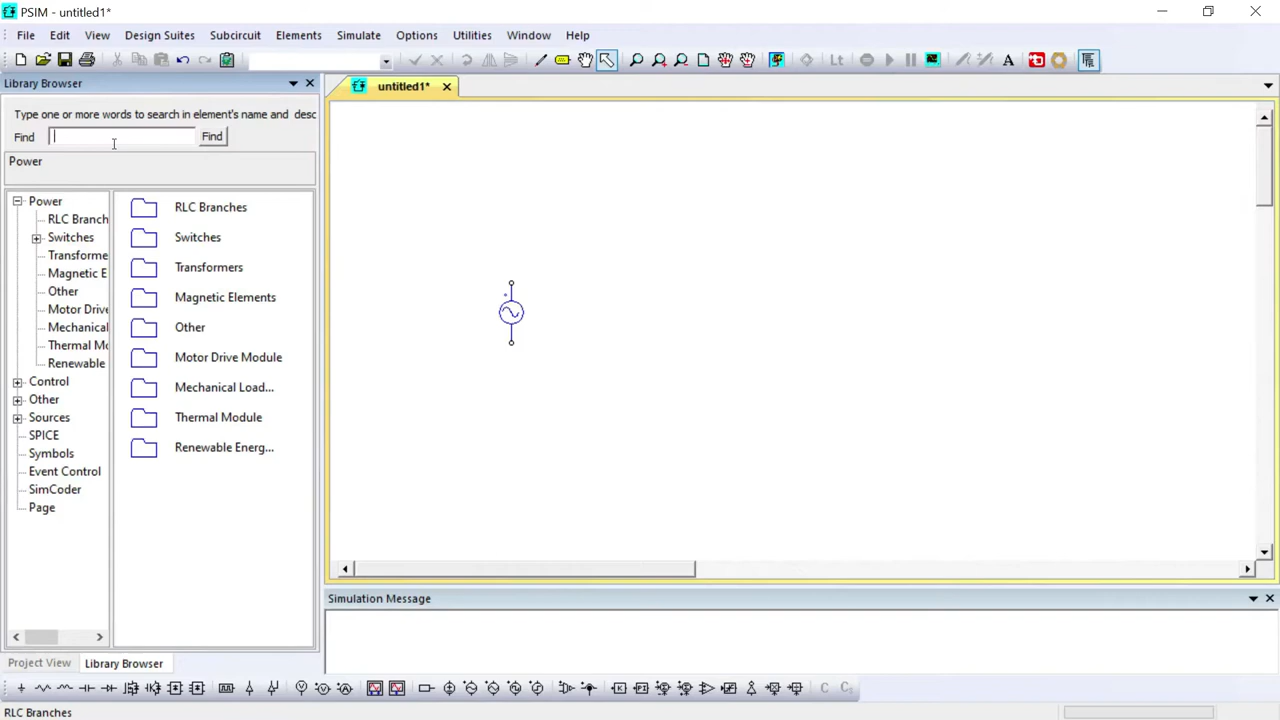 PSIM - untitled1*
File Edit View Design Suites Subcircuit Elements Simulate Options Utilities Window Help
Lt A
Library Browser
untitled1*
Type one or more words to search in element's name and desc
Find Find
Power
Power
RLC Branch
Switches
Transforme
Magnetic E
Other
Motor Drive
Mechanical
Thermal Mo
Renewable
Control
Other
Sources
SPICE
Symbols
Event Control
SimCoder
Page
RLC Branches
Switches
Transformers
Magnetic Elements
Other
Motor Drive Module
Mechanical Load...
Thermal Module
Renewable Energ...
Simulation Message
Project View Library Browser
K PI C
RLC Branches